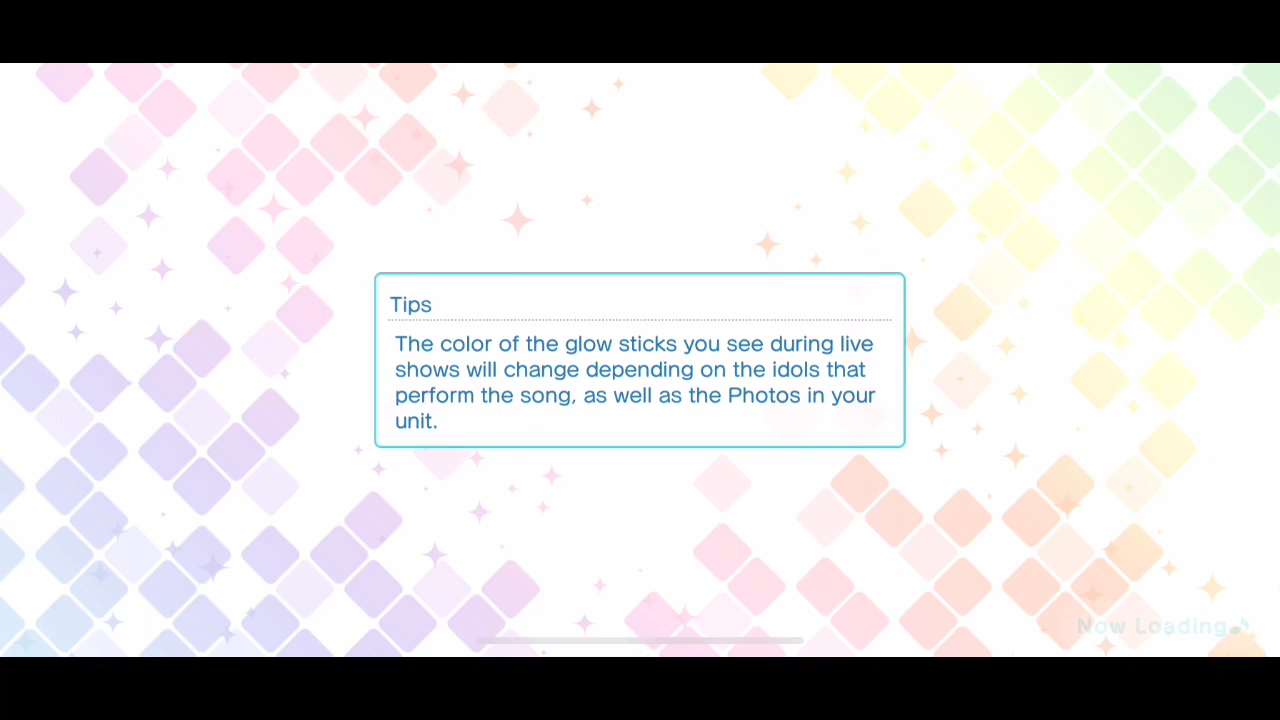 Tips
The color of the glow sticks you see during live
shows will change depending on the idols that
perform the song, as well as the Photos in your
unit.
Now Loading♪